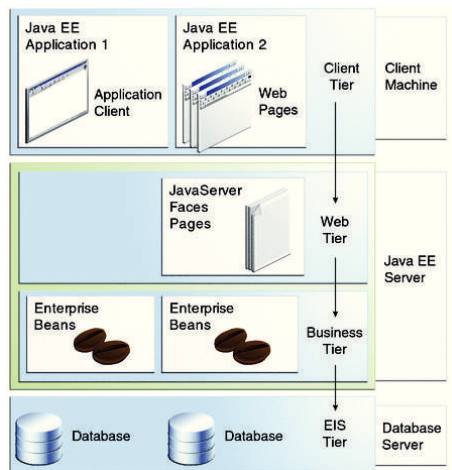 Java EE
Application 1
Application
Client
Java EE
Application 2
Web
Pages
Client
Tier
Client
Machine
JavaServer
Faces
Pages
Web
Tier
Java EE
Server
Enterprise
Beans
Enterprise
Beans
Business
Tier
Database
Database
EIS
Tier
Database
Server